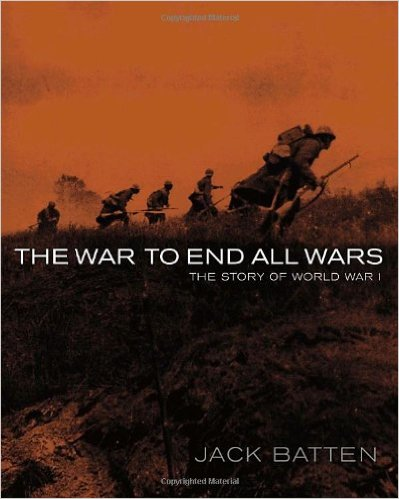 Copyrighted Material
THE WAR TO END ALL WARS
THE STORY OF WORLD WAR I
JACK BATTEN
Copyrighted Material